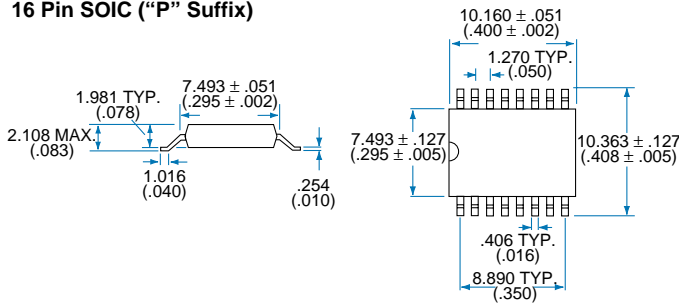 16 Pin SOIC (“P” Suffix)
10.160 ± .051
(.400 ± .002)
1.270 TYP.
(.050)
7.493 ± .051
(.295 ± .002)
1.981 TYP.
(.078)
2.108 MAX.
(.083)
1.016
(.040)
.254
(.010)
7.493 ± .127
(.295 ± .005)
10.363 ± .127
(.408 ± .005)
.406 TYP.
(.016)
8.890 TYP.
(.350)